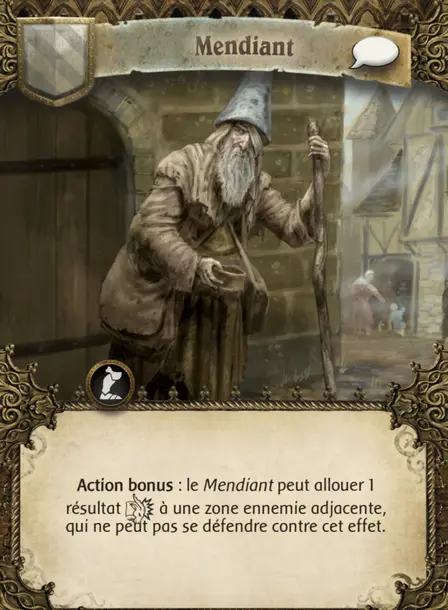 Mendiant
Action bonus : le Mendiant peut allouer 1
résultat à une zone ennemie adjacente,
qui ne peut pas se défendre contre cet effet.